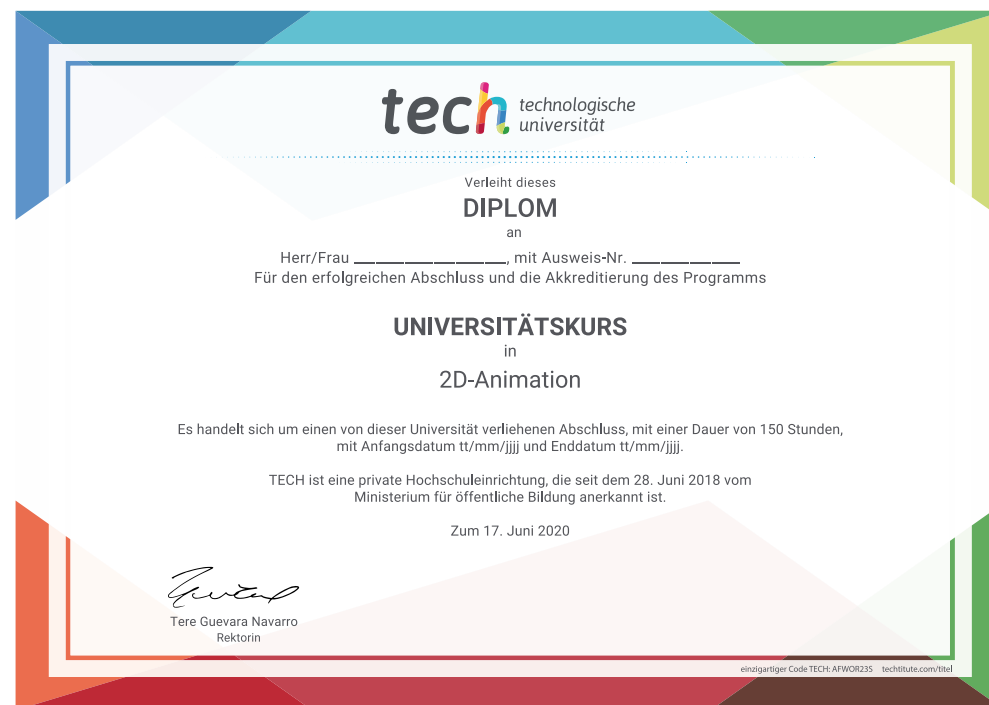 tech technologische
universität
Verleiht dieses
DIPLOM
an
Herr/Frau ________________, mit Ausweis-Nr. ____________
Für den erfolgreichen Abschluss und die Akkreditierung des Programms
UNIVERSITÄTSKURS
in
2D-Animation
Es handelt sich um einen von dieser Universität verliehenen Abschluss, mit einer Dauer von 150 Stunden,
mit Anfangsdatum tt/mm/jjjj und Enddatum tt/mm/jjjj.
TECH ist eine private Hochschuleinrichtung, die seit dem 28. Juni 2018 vom
Ministerium für öffentliche Bildung anerkannt ist.
Zum 17. Juni 2020
Tere Guevara Navarro
Rektorin
einzigartiger Code TECH: AFWOR23S techtitute.com/titel